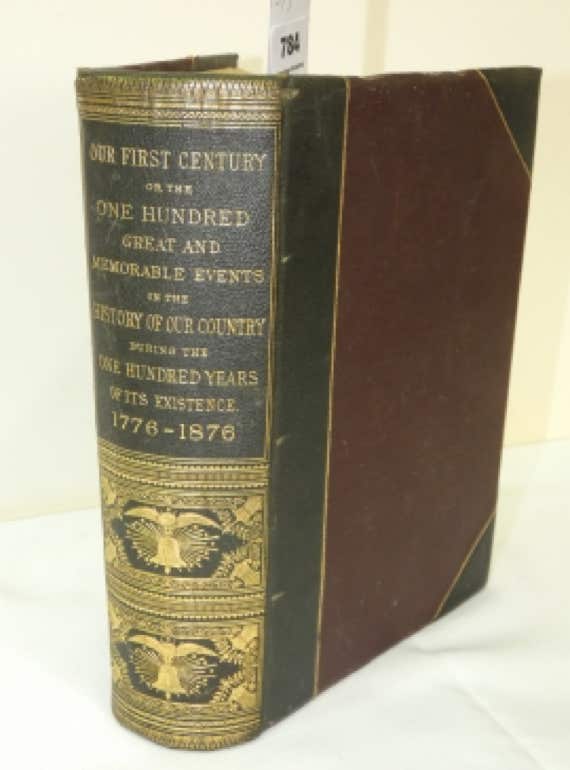 784
OUR FIRST CENTURY
OR THE
ONE HUNDRED
GREAT AND
MEMORABLE EVENTS
IN THE
HISTORY OF OUR COUNTRY
DURING THE
ONE HUNDRED YEARS
OF ITS EXISTENCE.
1776-1876